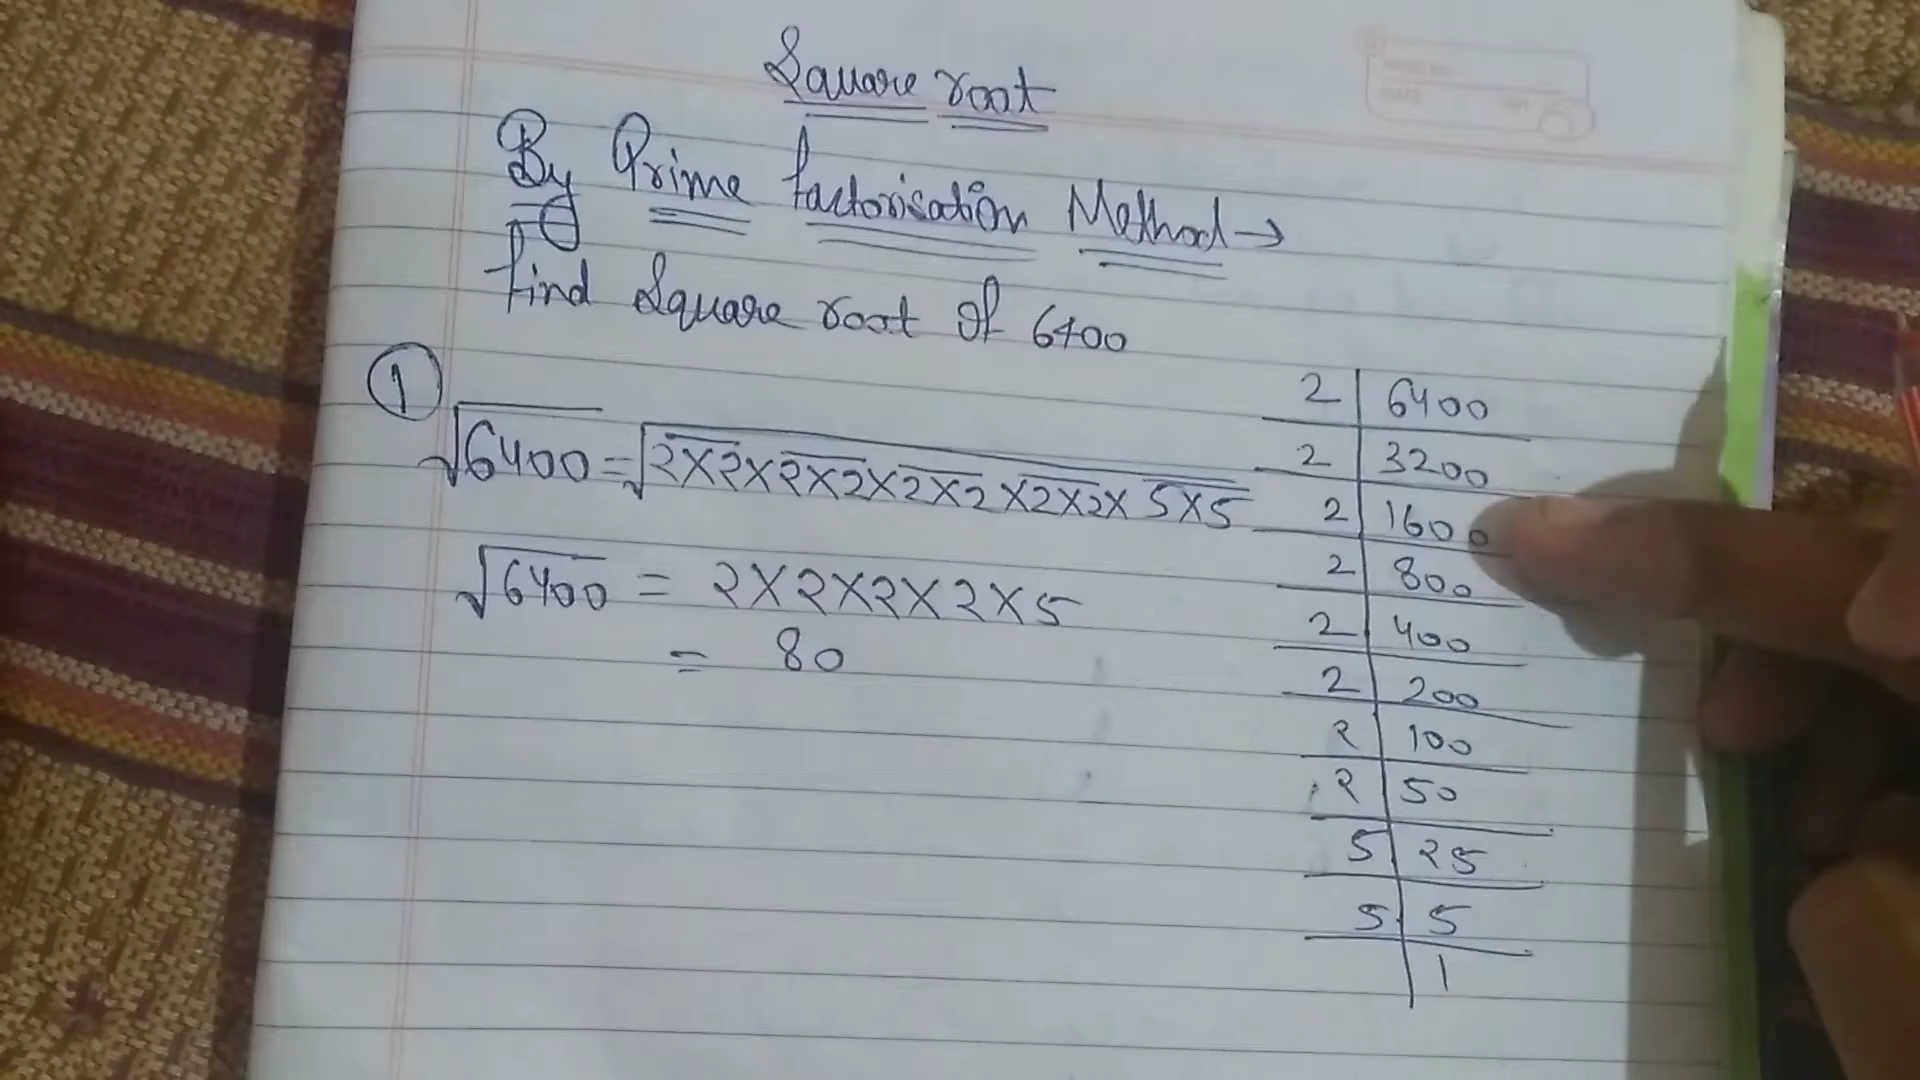 Square root
By Prime factorisation Method→
find Square root of 6400
1
√6400=√2×2×2×2×2×2×2×2×5×5
√6400 = 2×2×2×2×5
= 80
2 | 6400
2 | 3200
2 | 1600
2 | 800
2 | 400
2 | 200
2 | 100
2 | 50
5 | 25
5 | 5
| 1